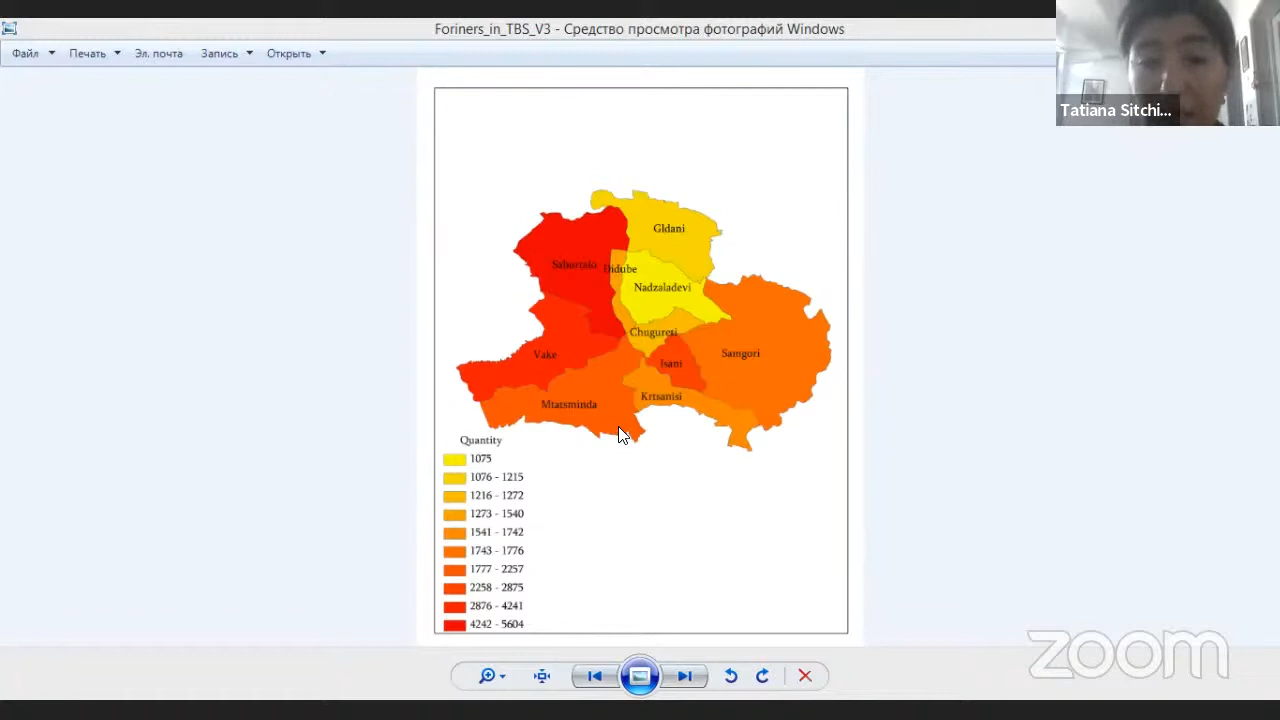 Foriners_in_TBS_V3 - Средство просмотра фотографий Windows
Файл Печать Эл. почта Запись Открыть
Tatiana Sitchi...
Gldani
Saburtalo
Didube
Nadzaladevi
Chugureti
Vake
Isani
Samgori
Krtsanisi
Mtatsminda
Quantity
1075
1076 - 1215
1216 - 1272
1273 - 1540
1541 - 1742
1743 - 1776
1777 - 2257
2258 - 2875
2876 - 4241
4242 - 5604
zoom